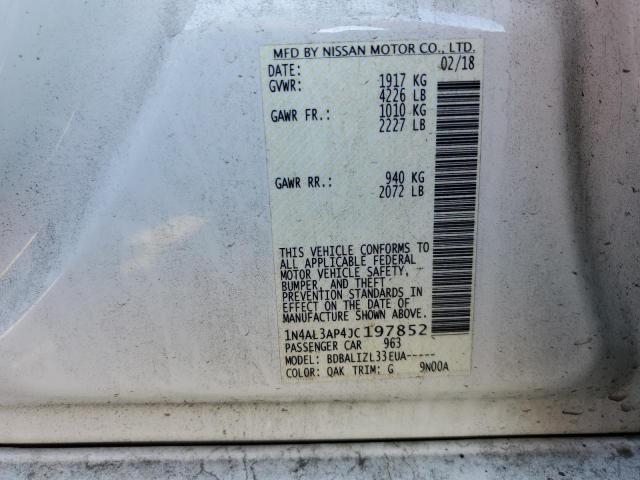 MFD BY NISSAN MOTOR CO., LTD.
DATE: 02/18
GVWR: 1917 KG
4226 LB
GAWR FR.: 1010 KG
2227 LB
GAWR RR.: 940 KG
2072 LB
THIS VEHICLE CONFORMS TO
ALL APPLICABLE FEDERAL
MOTOR VEHICLE SAFETY,
BUMPER, AND THEFT
PREVENTION STANDARDS IN
EFFECT ON THE DATE OF
MANUFACTURE SHOWN ABOVE.
1N4AL3AP4JC197852
PASSENGER CAR 963
MODEL: BDBALIZL33EUA-----
COLOR: QAK TRIM: G 9N00A